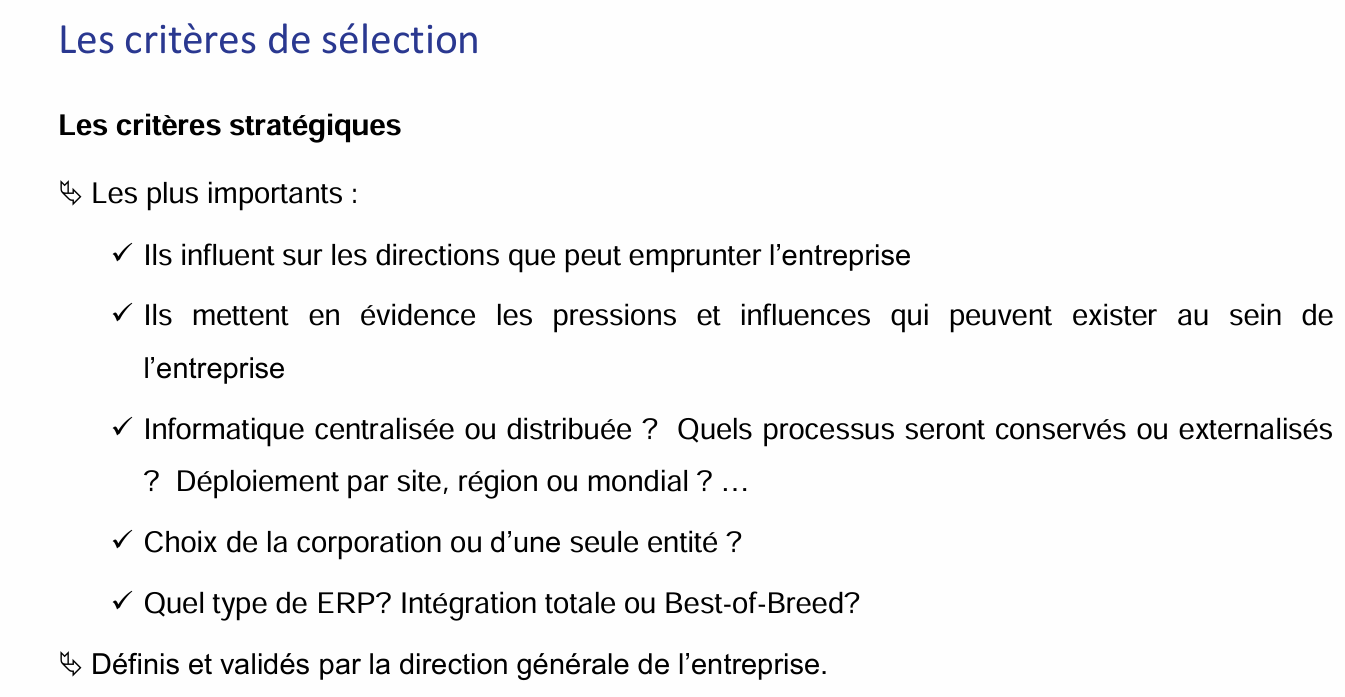 Les critères de sélection
Les critères stratégiques
Les plus importants :
✓ Ils influent sur les directions que peut emprunter l’entreprise
✓ Ils mettent en évidence les pressions et influences qui peuvent exister au sein de
l’entreprise
✓ Informatique centralisée ou distribuée ? Quels processus seront conservés ou externalisés
? Déploiement par site, région ou mondial ? …
✓ Choix de la corporation ou d’une seule entité ?
✓ Quel type de ERP? Intégration totale ou Best-of-Breed?
Définis et validés par la direction générale de l’entreprise.